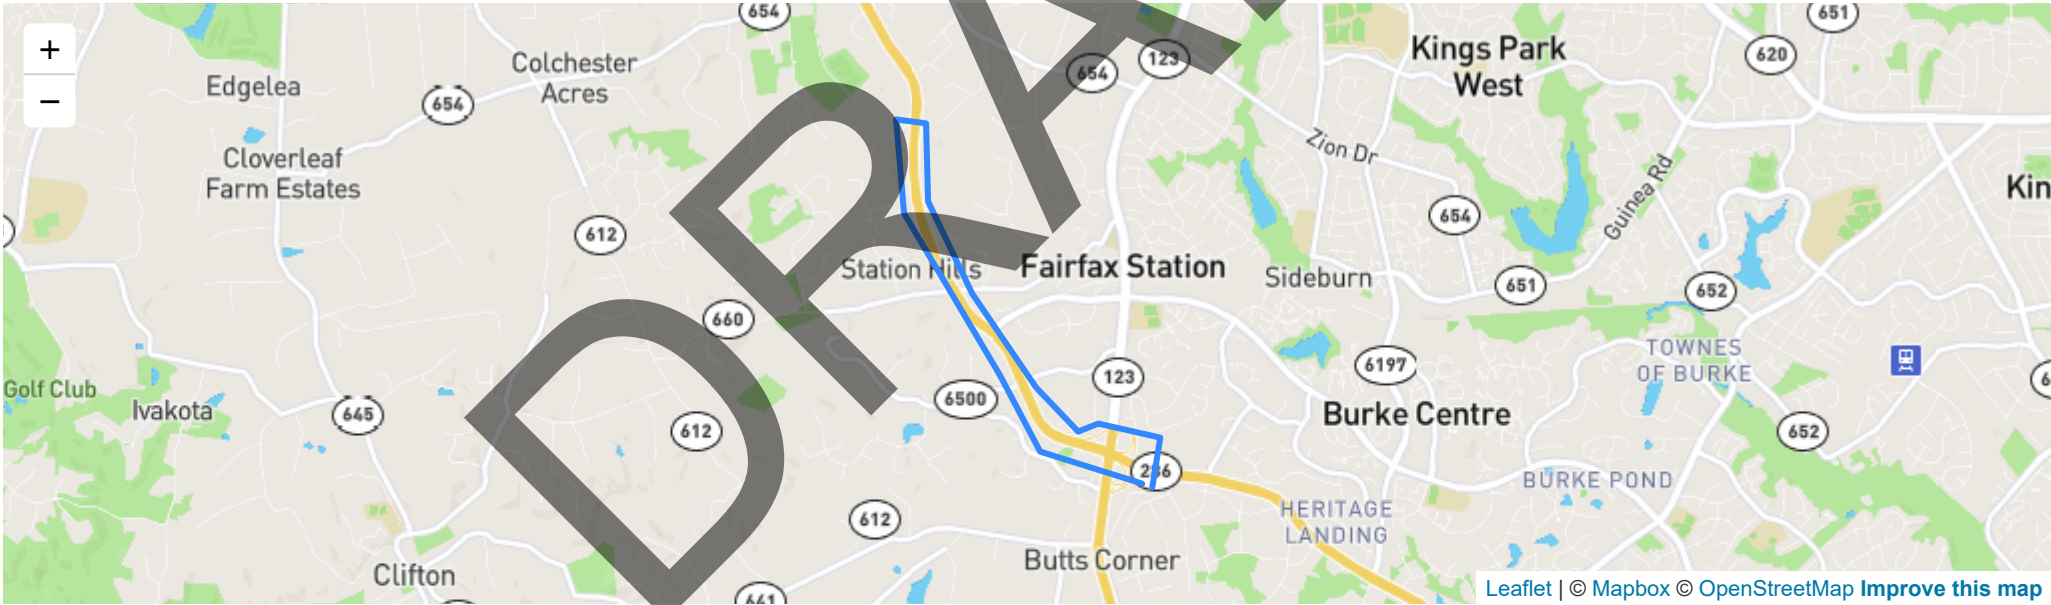 654
651
+
−
Edgelea
Colchester
Acres
654
654
123
Kings Park
West
620
Cloverleaf
Farm Estates
Zion Dr
Guinea Rd
Kin
612
654
Station Hills
Fairfax Station
Sideburn
651
652
660
TOWNES
OF BURKE
6197
123
Golf Club
Ivakota
645
6500
6
612
Burke Centre
652
286
BURKE POND
612
HERITAGE
LANDING
Butts Corner
Clifton
641
DRA
Leaflet | © Mapbox © OpenStreetMap Improve this map